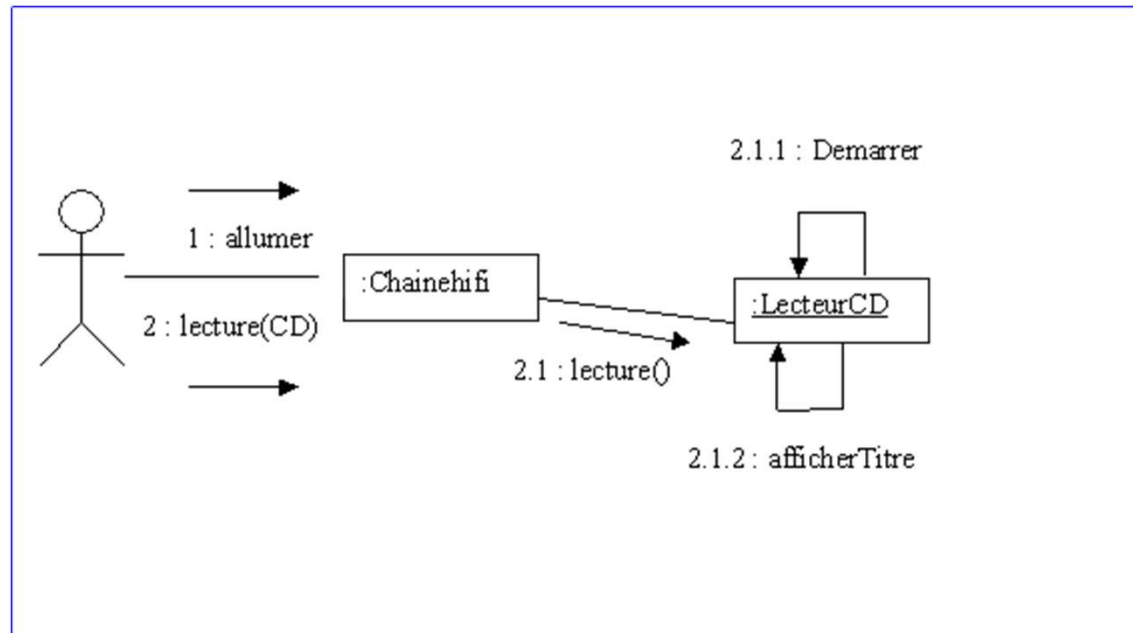 2.1.1 : Demarrer
1 : allumer
:Chainehifi
:LecteurCD
2 : lecture(CD)
2.1 : lecture()
2.1.2 : afficherTitre